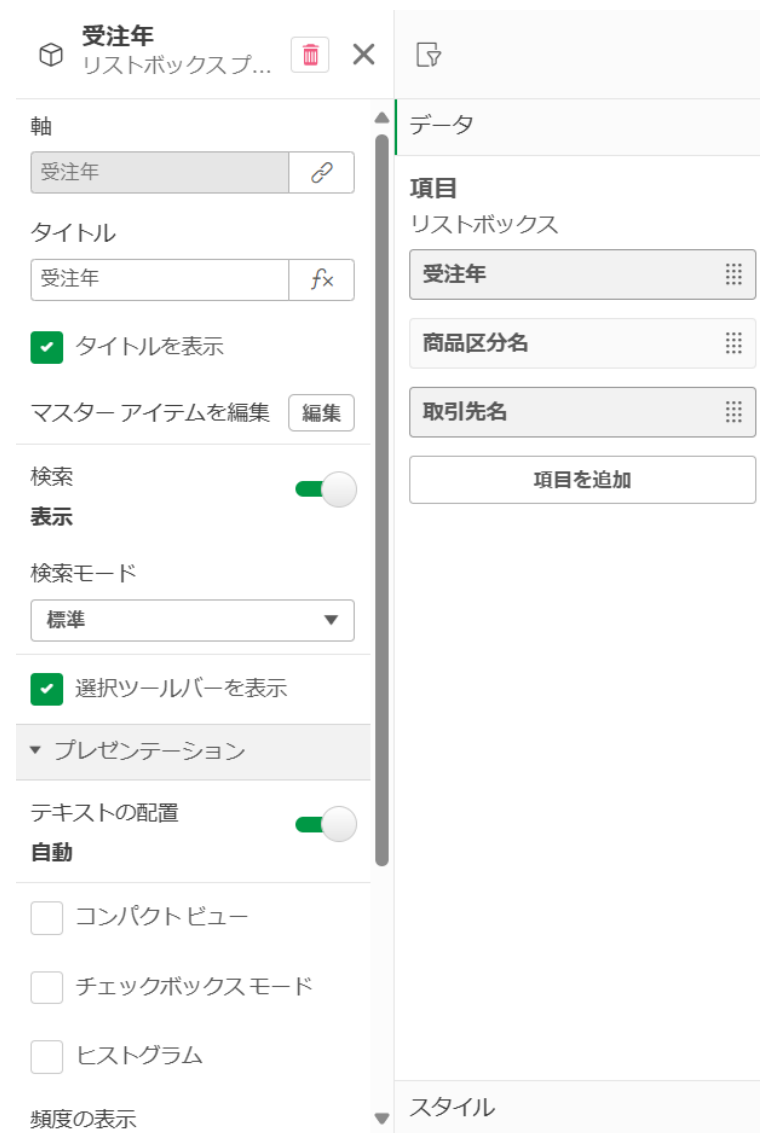 受注年
リストボックス プ...
軸
受注年
タイトル
受注年
fx
タイトルを表示
マスター アイテムを編集
編集
検索
表示
検索モード
標準
選択ツールバーを表示
プレゼンテーション
テキストの配置
自動
コンパクト ビュー
チェックボックス モード
ヒストグラム
頻度の表示
データ
項目
リストボックス
受注年
商品区分名
取引先名
項目を追加
スタイル